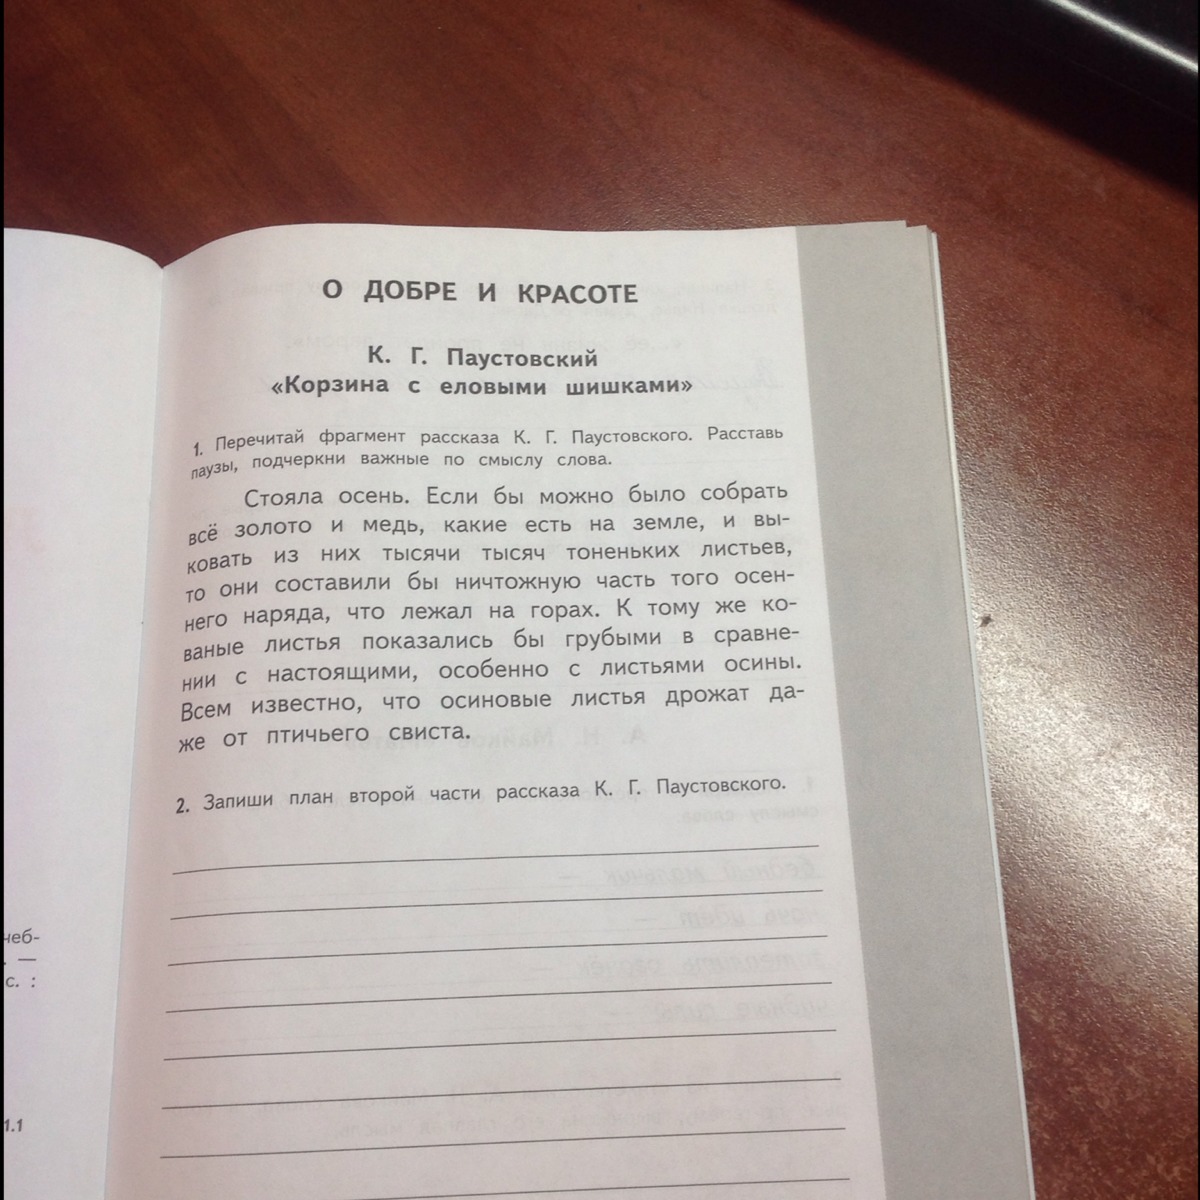 О ДОБРЕ И КРАСОТЕ
К. Г. Паустовский
«Корзина с еловыми шишками»
1. Перечитай фрагмент рассказа К. Г. Паустовского. Расставь
паузы, подчеркни важные по смыслу слова.
Стояла осень. Если бы можно было собрать
всё золото и медь, какие есть на земле, и вы-
ковать из них тысячи тысяч тоненьких листьев,
то они составили бы ничтожную часть того осен-
него наряда, что лежал на горах. К тому же ко-
ваные листья показались бы грубыми в сравне-
нии с настоящими, особенно с листьями осины.
Всем известно, что осиновые листья дрожат да-
же от птичьего свиста.
2. Запиши план второй части рассказа К. Г. Паустовского.
чеб-
. —
с. :
1.1